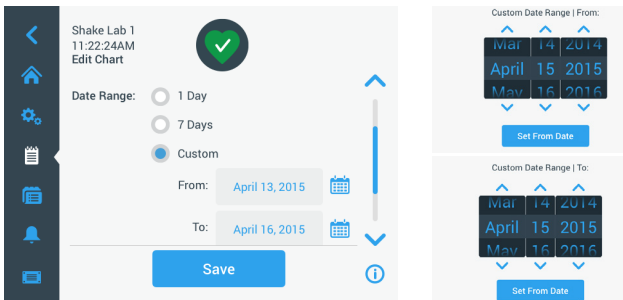 Shake Lab 1
11:22:24AM
Edit Chart
Date Range:
1 Day
7 Days
Custom
From: April 13, 2015
To: April 16, 2015
Save
Custom Date Range | From:
Mar 14 2014
April 15 2015
May 16 2016
Set From Date
Custom Date Range | To:
Mar 14 2014
April 15 2015
May 16 2016
Set From Date